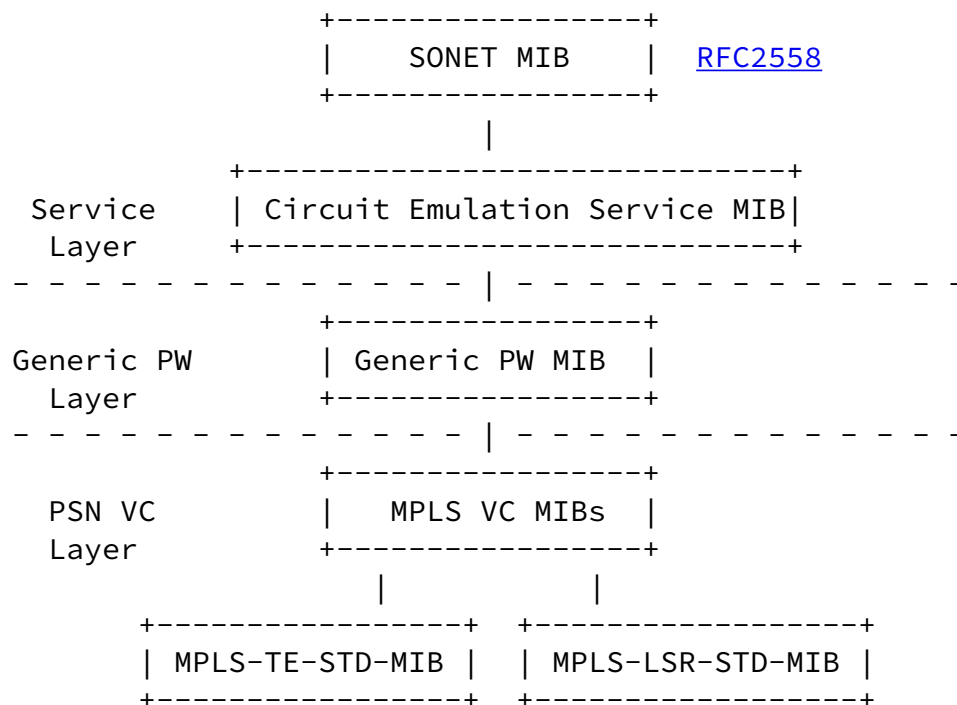 SONET MIB RFC2558
Service Circuit Emulation Service MIB
Layer
Generic PW Generic PW MIB
Layer
PSN VC MPLS VC MIBs
Layer
MPLS-TE-STD-MIB MPLS-LSR-STD-MIB